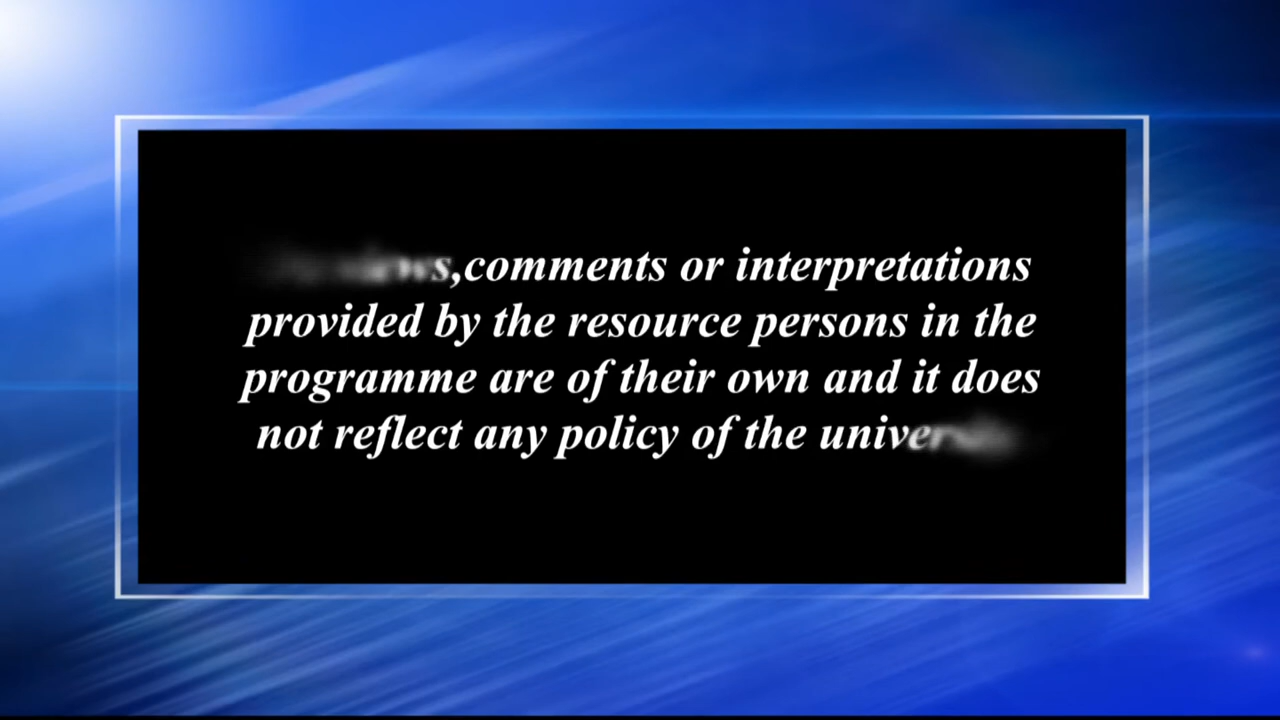 views,comments or interpretations
provided by the resource persons in the
programme are of their own and it does
not reflect any policy of the